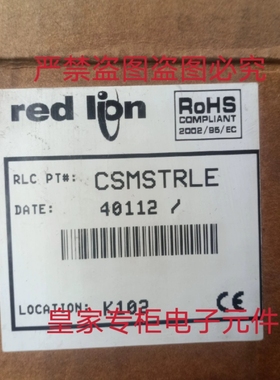 严禁盗图盗图必究
red lion
RoHS
COMPLIANT
2002/95/EC
RLC PT#: CSMSTRLE
DATE: 40112 /
LOCATION: K102
CE
皇家专柜电子元件